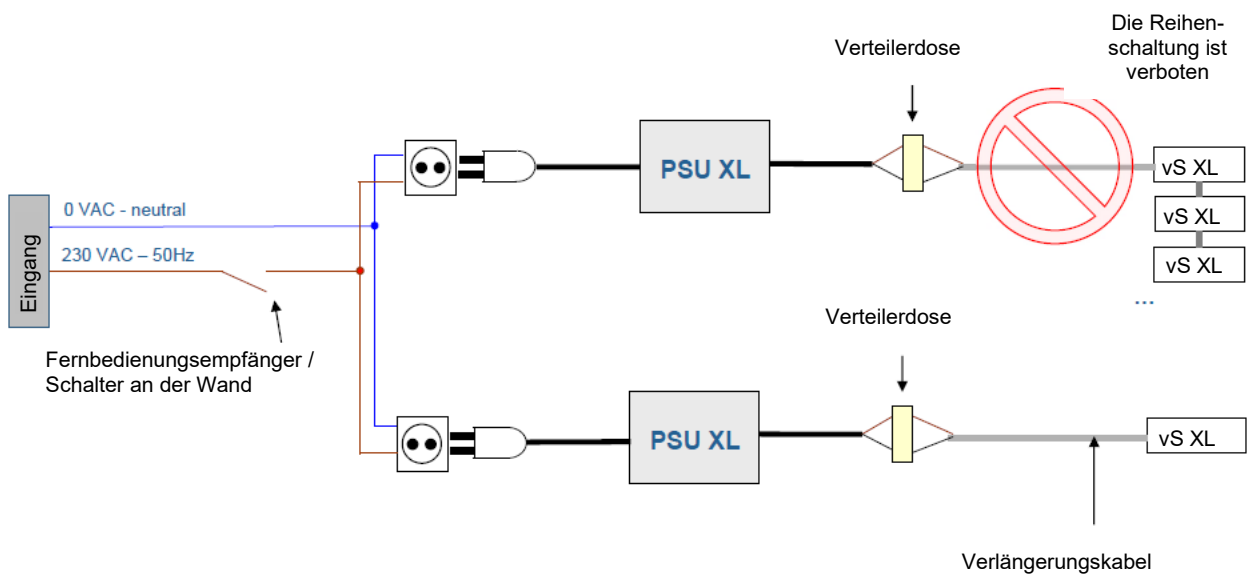 Die Reihen-
schaltung ist
verboten
Verteilerdose
PSU XL
vS XL
vS XL
vS XL
...
0 VAC - neutral
230 VAC – 50Hz
Eingang
Fernbedienungsempfänger /
Schalter an der Wand
Verteilerdose
PSU XL
vS XL
Verlängerungskabel